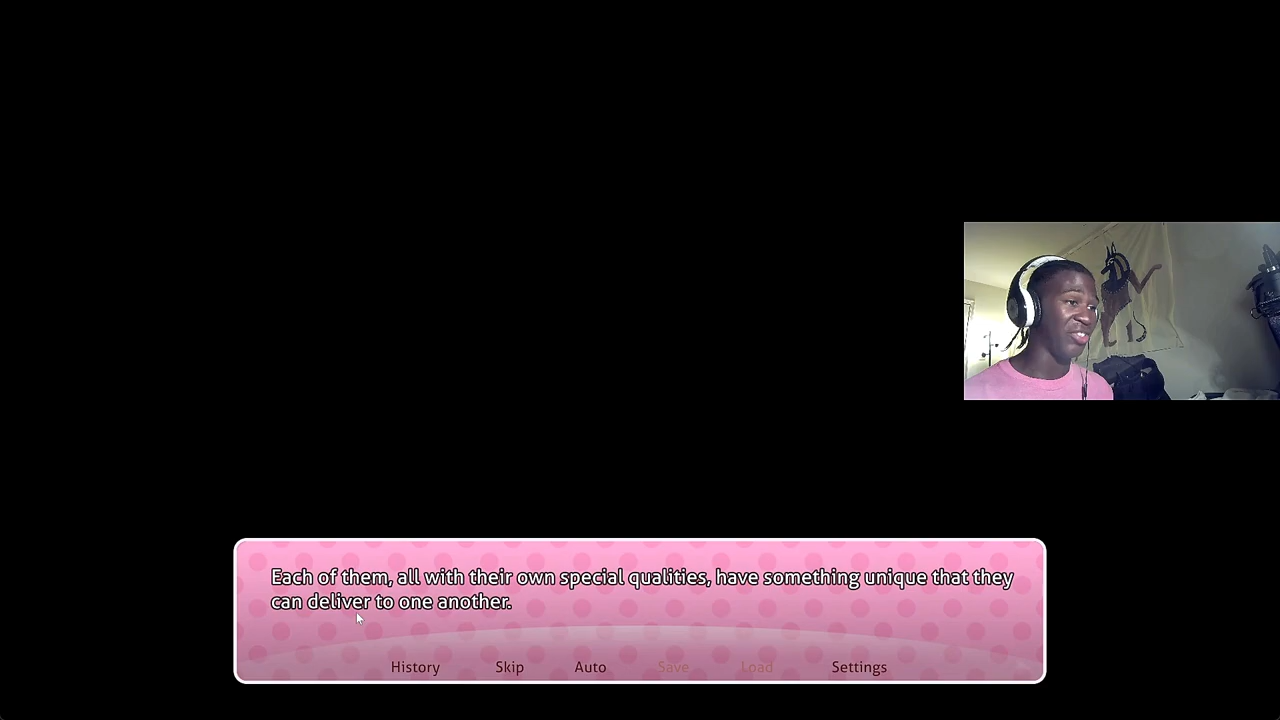 Each of them, all with their own special qualities, have something unique that they
can deliver to one another.
History Skip Auto Save Load Settings